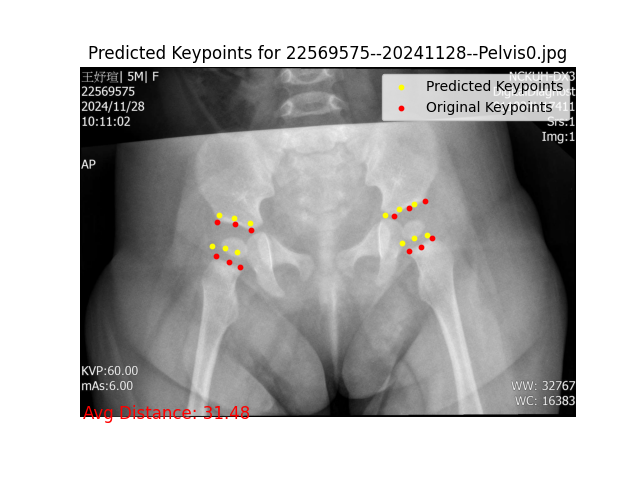 Predicted Keypoints for 22569575--20241128--Pelvis0.jpg
王妤瑄| 5M| F
22569575
2024/11/28
10:11:02
AP
NCKUH-DX3
Predicted Keypoints
Original Keypoints
Srs:1
Img:1
KVP:60.00
mAs:6.00
WW: 32767
WC: 16383
Avg Distance: 31.48